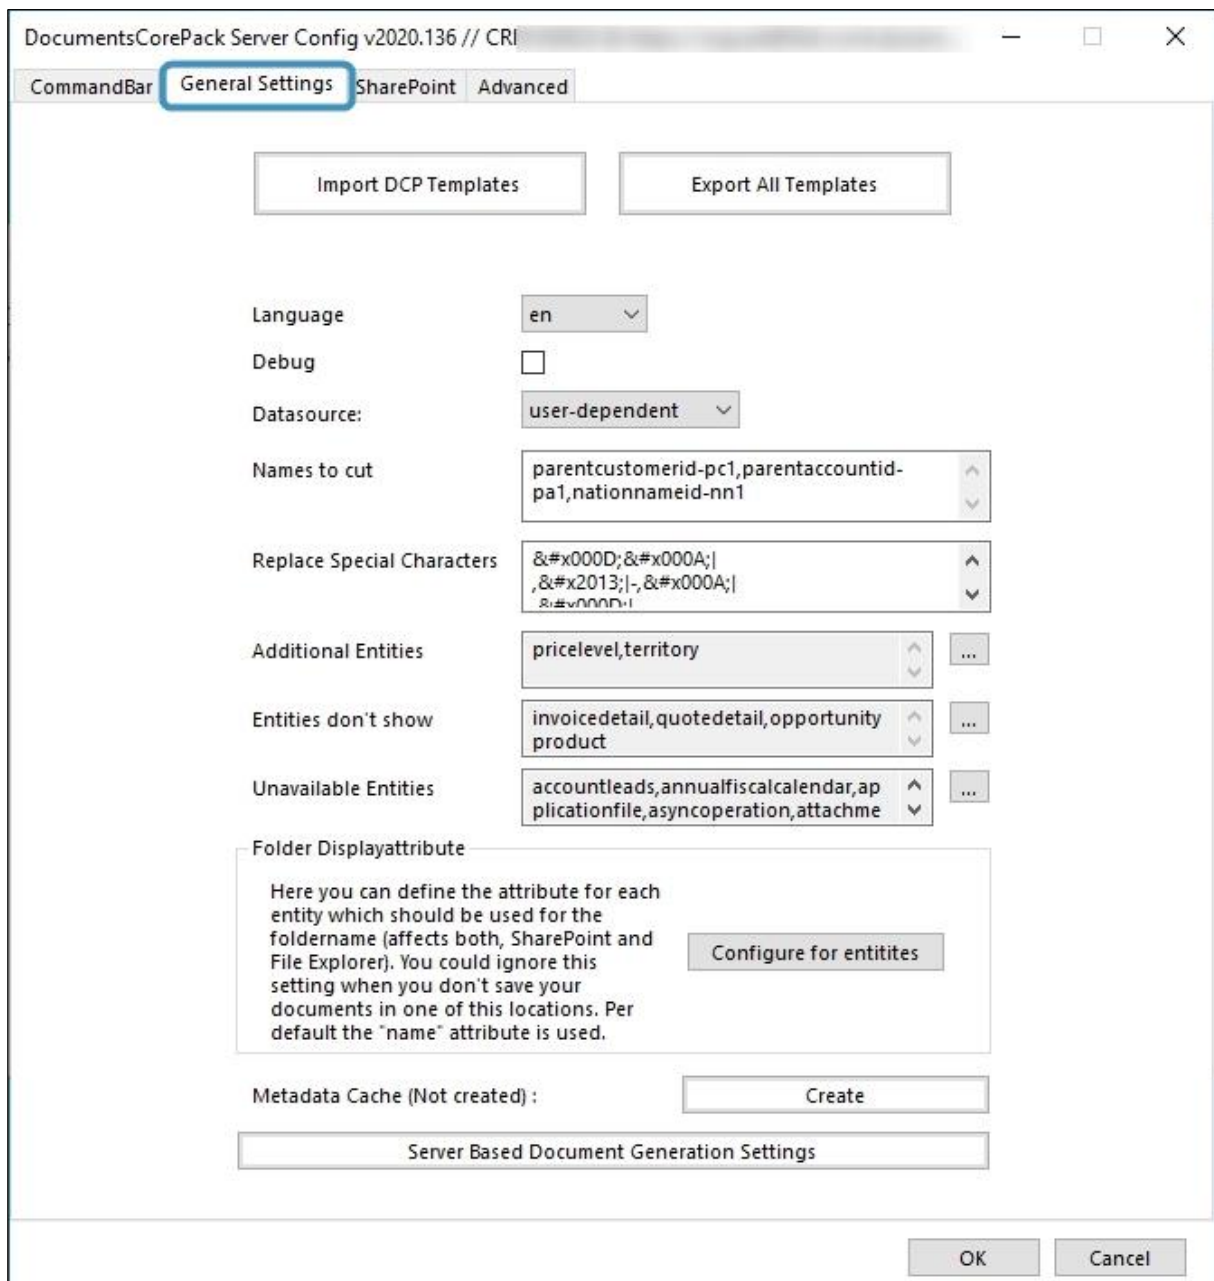 DocumentsCorePack Server Config v2020.136 // CRI
CommandBar General Settings SharePoint Advanced
Import DCP Templates Export All Templates
Language en
Debug
Datasource: user-dependent
Names to cut parentcustomerid-pc1,parentaccountid-
pa1,nationnameid-nn1
Replace Special Characters &#x000D;&#x000A;|
,&#x2013;|-,&#x000A;|
,&#x000D;|
Additional Entities pricelevel,territory ...
Entities don't show invoicedetail,quotedetail,opportunity ...
product
Unavailable Entities accountleads,annualfiscalcalendar,ap ...
plicationfile,asyncoperation,attachme
Folder Displayattribute
Here you can define the attribute for each
entity which should be used for the
foldername (affects both, SharePoint and
File Explorer). You could ignore this
setting when you don't save your
documents in one of this locations. Per
default the "name" attribute is used.
Configure for entitites
Metadata Cache (Not created) : Create
Server Based Document Generation Settings
OK Cancel